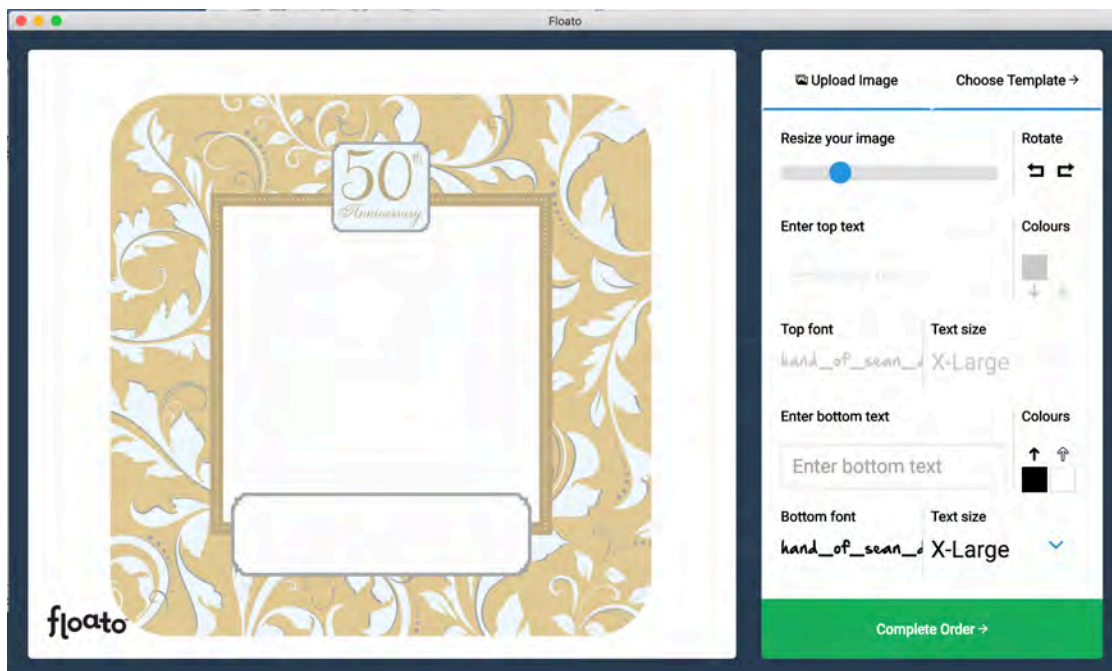 Floato
Upload Image
Choose Template →
Resize your image
Rotate
50th
Anniversary
Enter top text
Colours
Top font
Text size
hand_of_sean_
X-Large
Enter bottom text
Colours
Enter bottom text
Bottom font
Text size
hand_of_sean_
X-Large
floato
Complete Order →